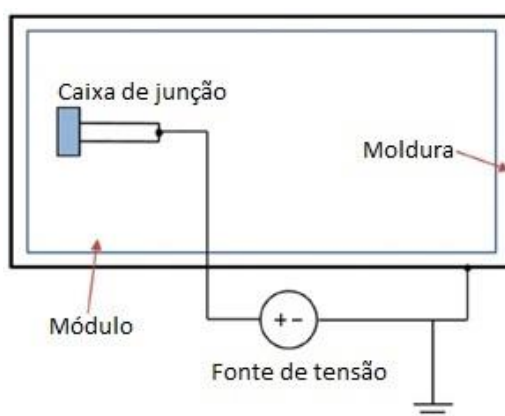 Caixa de junção
Moldura
Módulo
+ -
Fonte de tensão